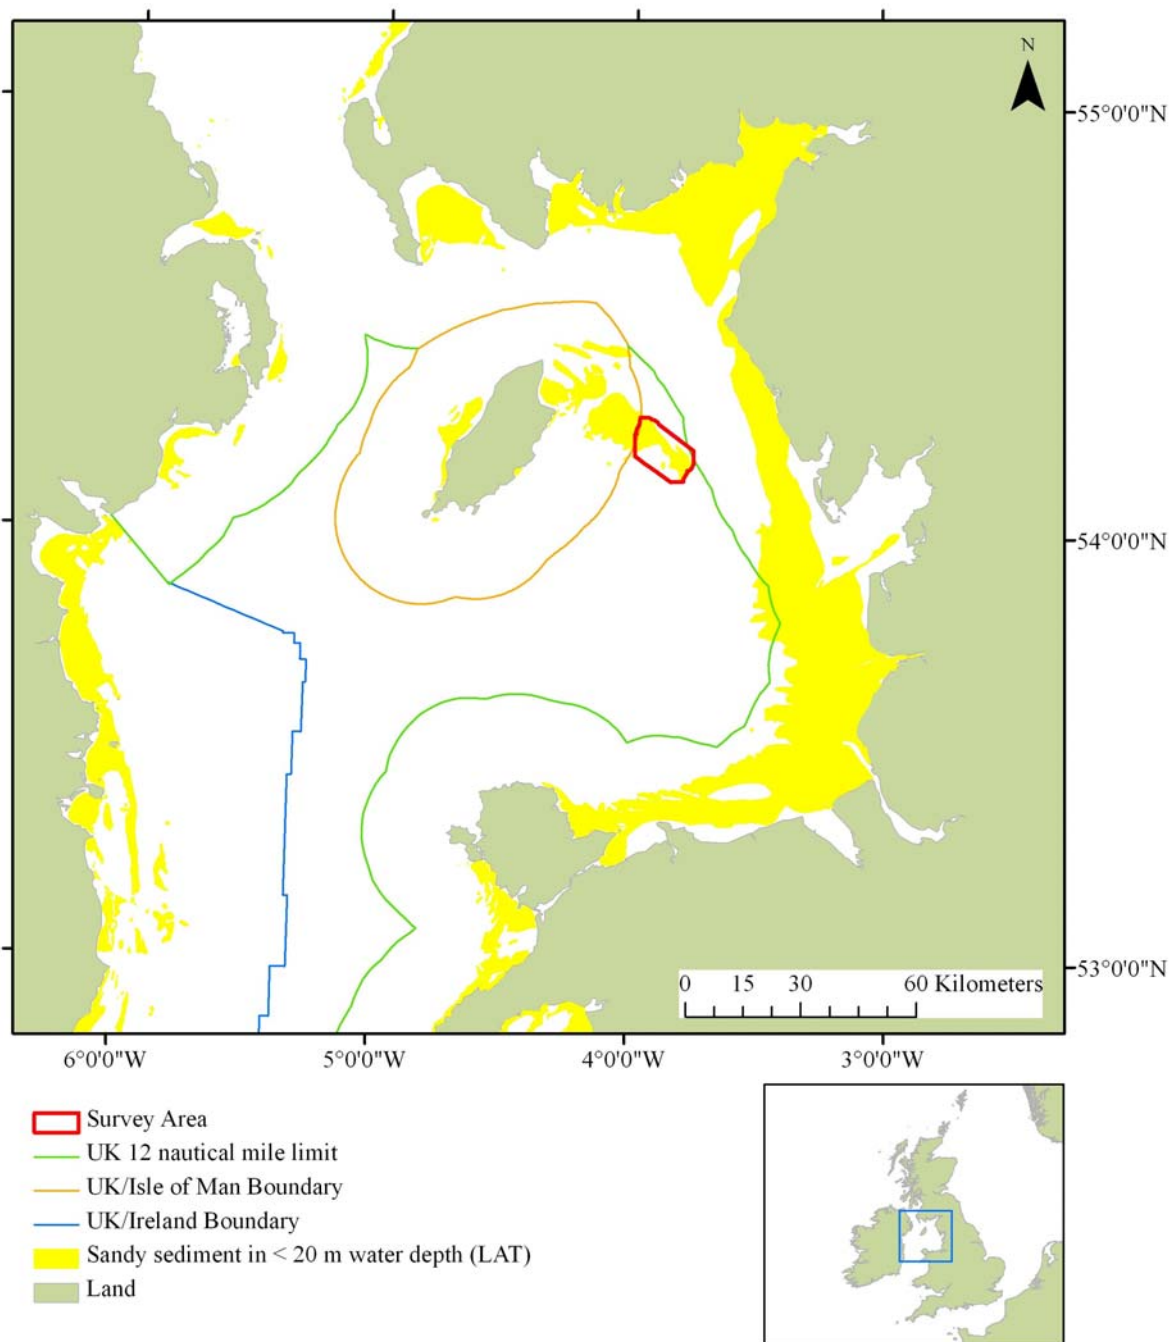 N
55°0'0"N
54°0'0"N
53°0'0"N
0 15 30 60 Kilometers
6°0'0"W 5°0'0"W 4°0'0"W 3°0'0"W
Survey Area
UK 12 nautical mile limit
UK/Isle of Man Boundary
UK/Ireland Boundary
Sandy sediment in < 20 m water depth (LAT)
Land